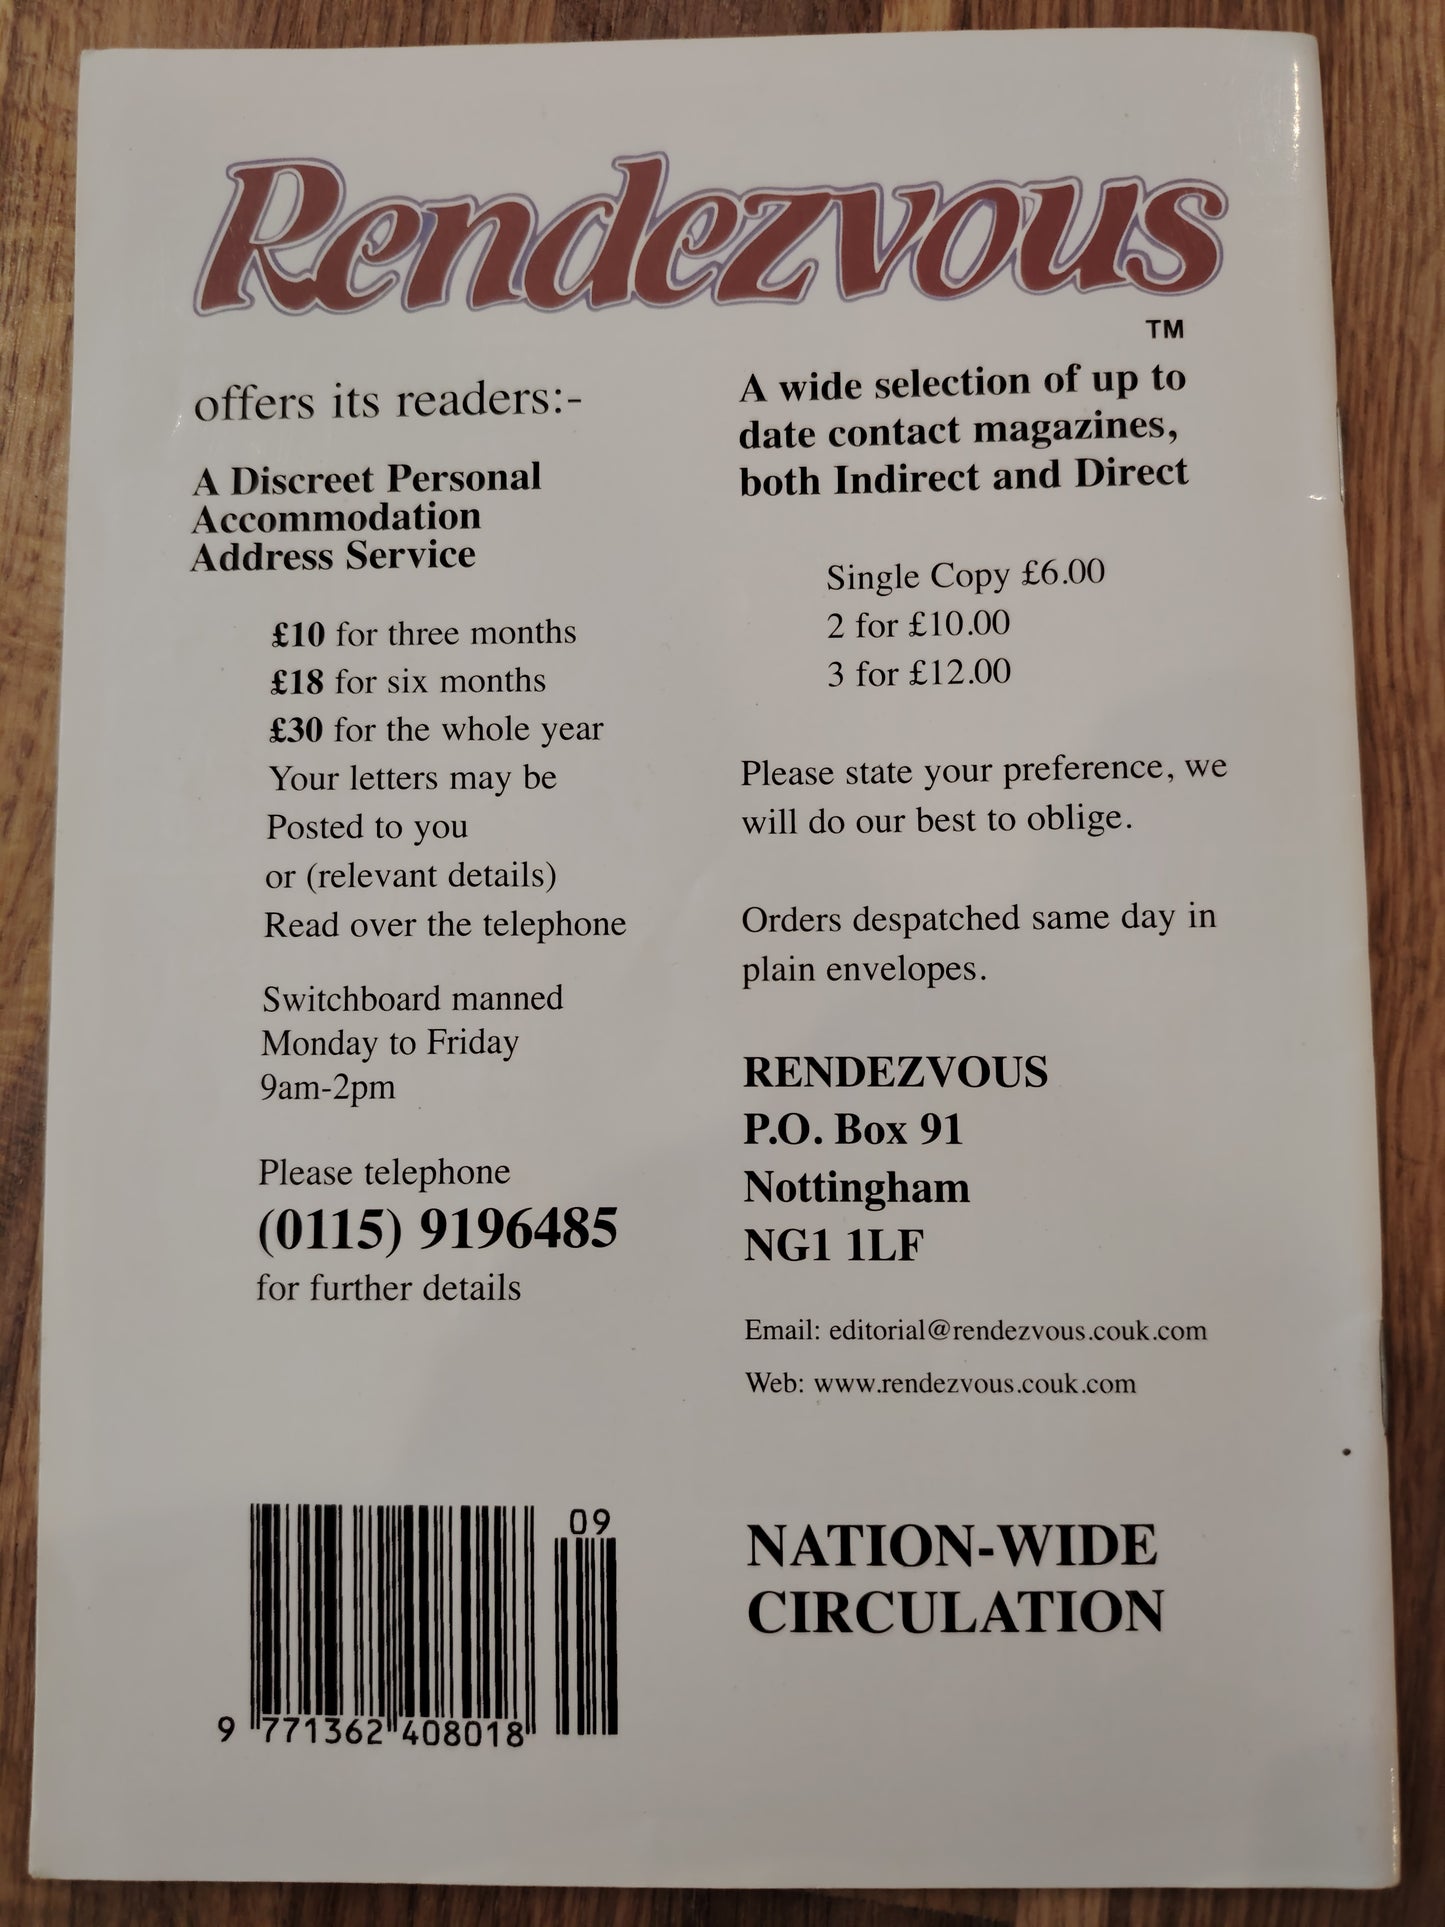 Rendezvous
TM
offers its readers:-
A Discreet Personal
Accommodation
Address Service
£10 for three months
£18 for six months
£30 for the whole year
Your letters may be
Posted to you
or (relevant details)
Read over the telephone
Switchboard manned
Monday to Friday
9am-2pm
Please telephone
(0115) 9196485
for further details
A wide selection of up to
date contact magazines,
both Indirect and Direct
Single Copy £6.00
2 for £10.00
3 for £12.00
Please state your preference, we
will do our best to oblige.
Orders despatched same day in
plain envelopes.
RENDEZVOUS
P.O. Box 91
Nottingham
NG1 1LF
Email: editorial@rendezvous.couk.com
Web: www.rendezvous.couk.com
NATION-WIDE
CIRCULATION
09
9 771362 408018